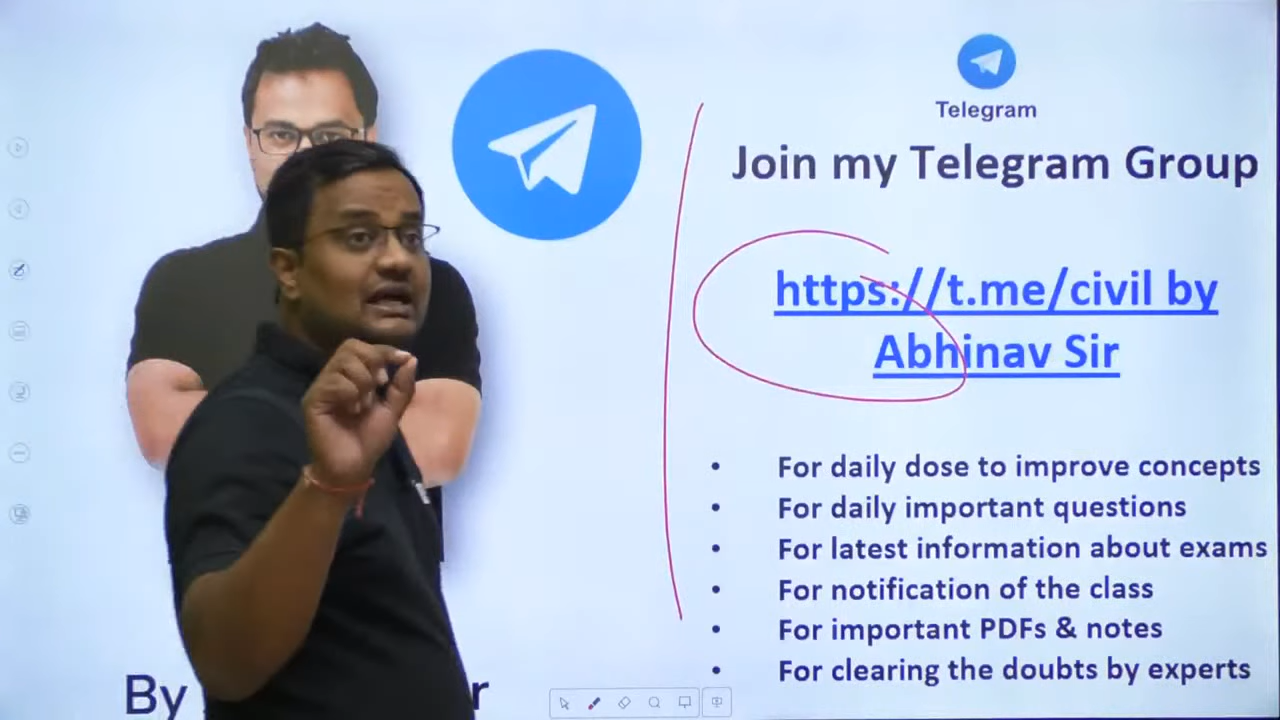 Telegram
Join my Telegram Group
https://t.me/civil by
Abhinav Sir
• For daily dose to improve concepts
• For daily important questions
• For latest information about exams
• For notification of the class
• For important PDFs & notes
• For clearing the doubts by experts
By